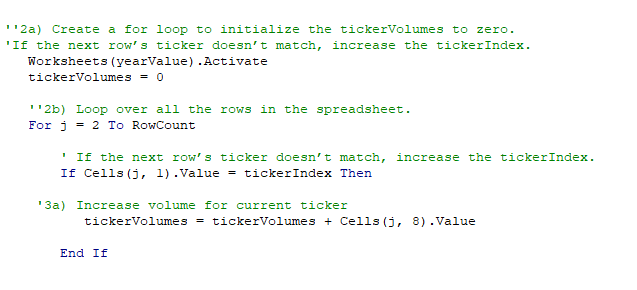 ''2a) Create a for loop to initialize the tickerVolumes to zero.
'If the next row's ticker doesn't match, increase the tickerIndex.
Worksheets(yearValue).Activate
tickerVolumes = 0
''2b) Loop over all the rows in the spreadsheet.
For j = 2 To RowCount
' If the next row's ticker doesn't match, increase the tickerIndex.
If Cells(j, 1).Value = tickerIndex Then
'3a) Increase volume for current ticker
tickerVolumes = tickerVolumes + Cells(j, 8).Value
End If